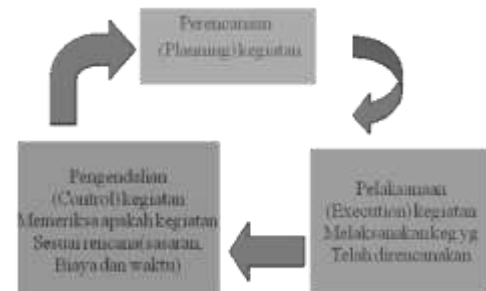 Perencanaan
(Planning) kegiatan
Pelaksanaan
(Execution) kegiatan
Melaksanakan keg yg
Telah direncanakan
Pengendalian
(Control) kegiatan
Memeriksa apakah kegiatan
Sesuai rencana(sasaran,
Biaya dan waktu)